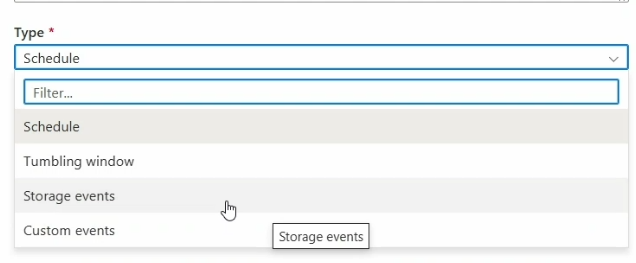 Type *
Schedule
Filter...
Schedule
Tumbling window
Storage events
Custom events
Storage events